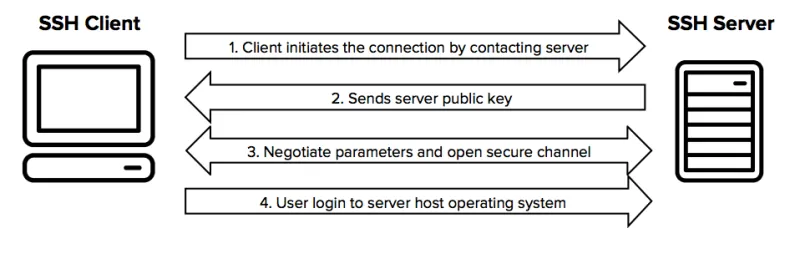 SSH Client
SSH Server
1. Client initiates the connection by contacting server
2. Sends server public key
3. Negotiate parameters and open secure channel
4. User login to server host operating system